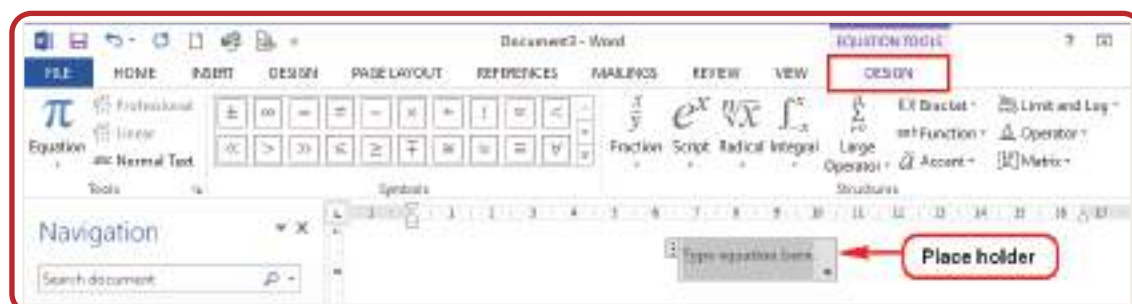 Document3 - Word
EQUATION TOOLS
?
FILE HOME INSERT DESIGN PAGE LAYOUT REFERENCES MAILINGS REVIEW VIEW DESIGN
π Professional
Linear
Equation
abc Normal Text
± ∞ =
Fraction Script Radical Integral Large Operator
Bracket
Function
Accent
Limit and Log
Operator
Matrix
Tools Symbols Structures
Navigation
Search document
Type equation here.
Place holder